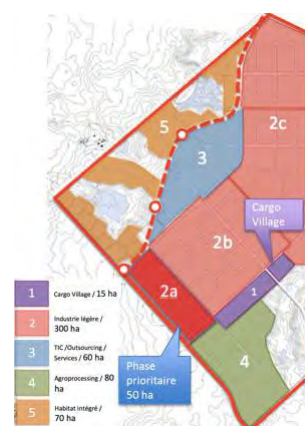 5
2c
3
Cargo
Village
2b
2a
1
4
Phase
prioritaire
50 ha
1 Cargo Village / 15 ha
2 Industrie légère /
300 ha
3 TIC /Outsourcing /
Services / 60 ha
4 Agroprocessing / 80
ha
5 Habitat intégré /
70 ha